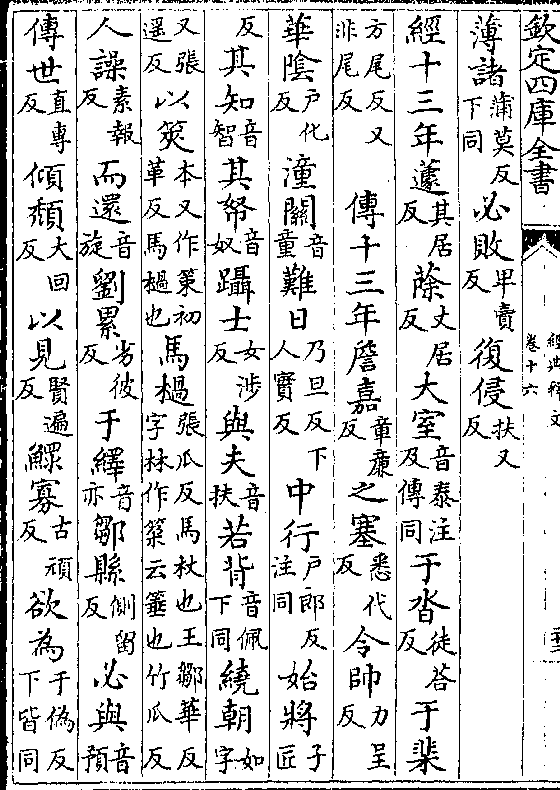 欽定四庫全書
經典釋文
卷十六
薄諸蒲莫反下同必敗卑賣反復侵扶又反
經十三年蘧其居反蒢丈居反大室音泰注及傳同于沓徒荅反于棐
方尾反又非尾反傳十三年詹嘉章廉反之塞悉代反令帥力呈反
華陰戶化反潼關音童難日乃旦反下人實反中行戶郎反注同始將子匠
反其知音智其帑音奴躡士女涉反與夫音扶若背音佩下同繞朝如字
又張遥反以筴本又作策初革反馬檛也馬檛張瓜反馬杖也王鄒華反字林作築云箠也竹瓜反
人譟素報反而還音旋劉累劣彼反于繹音亦鄒縣側留反必與音預
傳世直專反傾頹大回反以見賢遍反鰥寡古頑反欲為于偽反下皆同